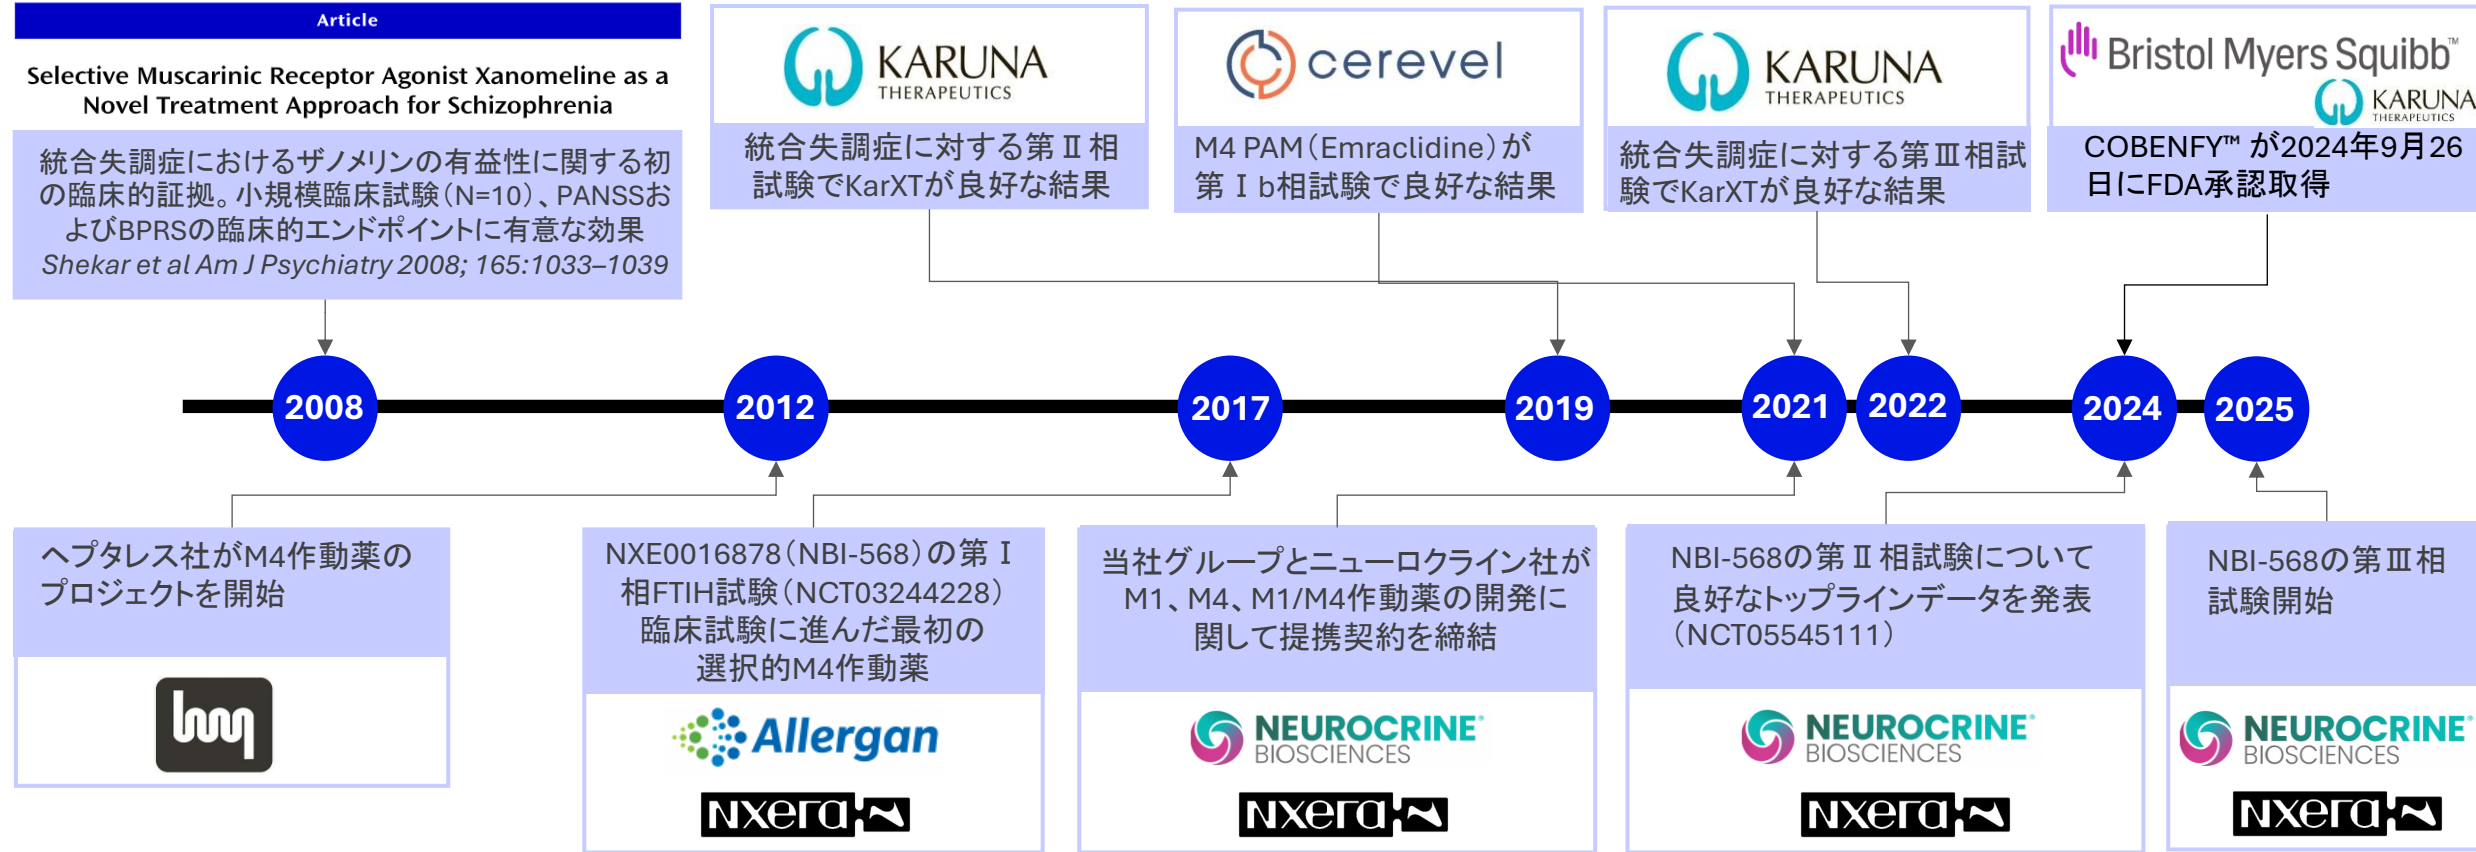 Article
Selective Muscarinic Receptor Agonist Xanomeline as a
Novel Treatment Approach for Schizophrenia
統合失調症におけるザノメリンの有益性に関する初
の臨床的証拠。小規模臨床試験（N=10）、PANSSお
よびBPRSの臨床的エンドポイントに有意な効果
Shekar et al Am J Psychiatry 2008; 165:1033–1039
KARUNA
THERAPEUTICS
統合失調症に対する第Ⅱ相
試験でKarXTが良好な結果
cerevel
M4 PAM（Emraclidine）が
第Ⅰb相試験で良好な結果
KARUNA
THERAPEUTICS
統合失調症に対する第Ⅲ相試
験でKarXTが良好な結果
Bristol Myers Squibb™
KARUNA
THERAPEUTICS
COBENFY™ が2024年9月26
日にFDA承認取得
2008
2012
2017
2019
2021
2022
2024
2025
ヘプタレス社がM4作動薬の
プロジェクトを開始
NXE0016878（NBI-568）の第Ⅰ
相FTIH試験（NCT03244228）
臨床試験に進んだ最初の
選択的M4作動薬
Allergan
NXera
当社グループとニューロクライン社が
M1、M4、M1/M4作動薬の開発に
関して提携契約を締結
NEUROCRINE®
BIOSCIENCES
NXera
NBI-568の第Ⅱ相試験について
良好なトップラインデータを発表
（NCT05545111）
NEUROCRINE®
BIOSCIENCES
NXera
NBI-568の第Ⅲ相
試験開始
NEUROCRINE®
BIOSCIENCES
NXera